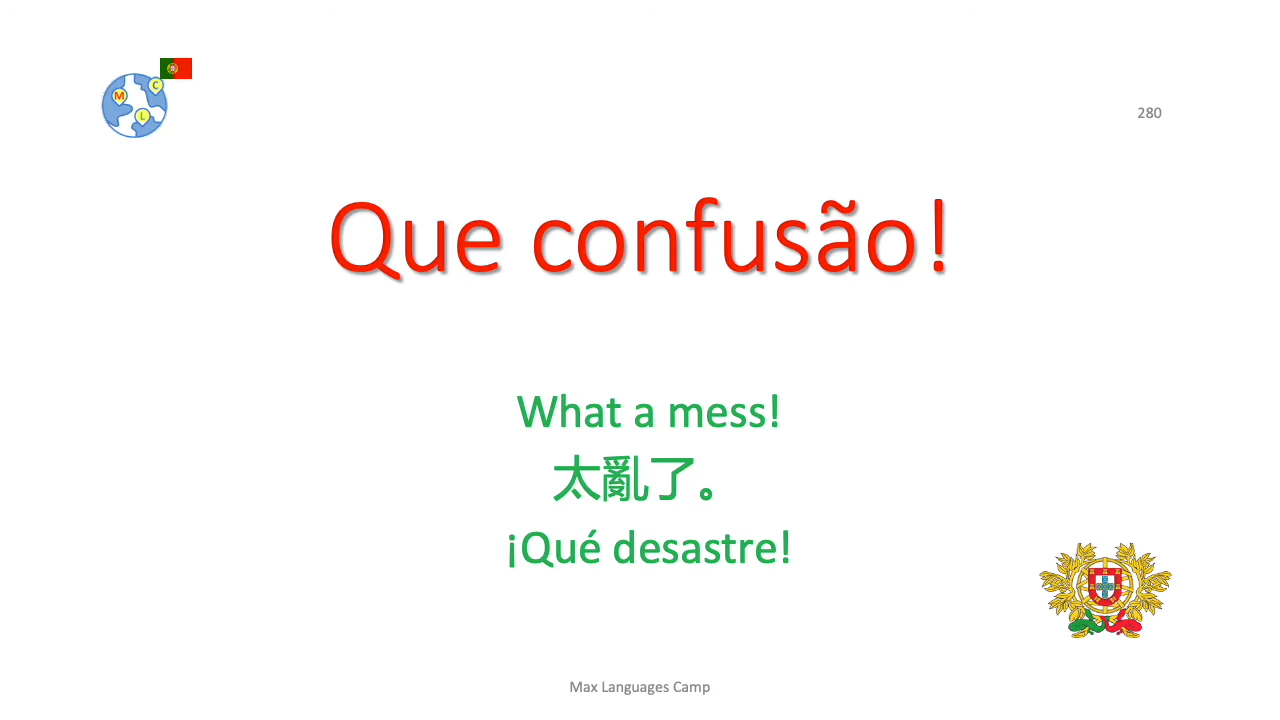 M
C
L
280
Que confusão!
What a mess!
太亂了。
¡Qué desastre!
Max Languages Camp